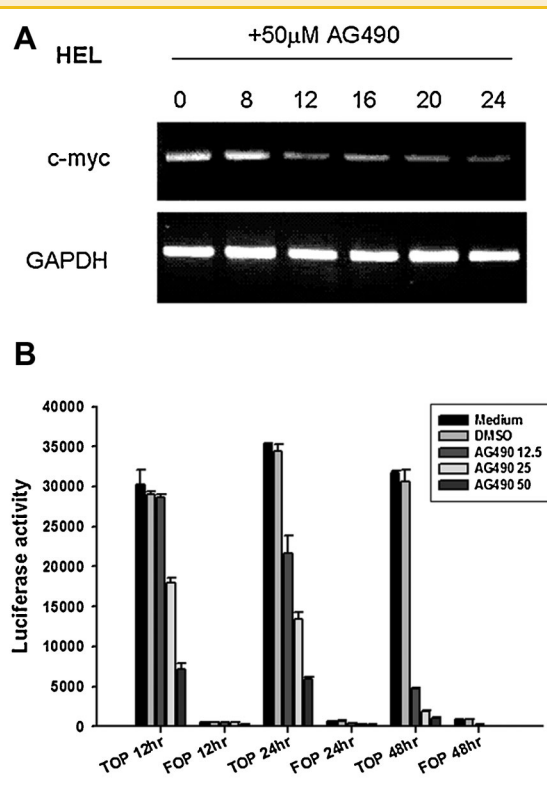 A
HEL
+50µM AG490
0 8 12 16 20 24
c-myc
GAPDH
B
40000
35000
30000
25000
20000
15000
10000
5000
0
Luciferase activity
Medium
DMSO
AG490 12.5
AG490 25
AG490 50
TOP 12hr
FOP 12hr
TOP 24hr
FOP 24hr
TOP 48hr
FOP 48hr